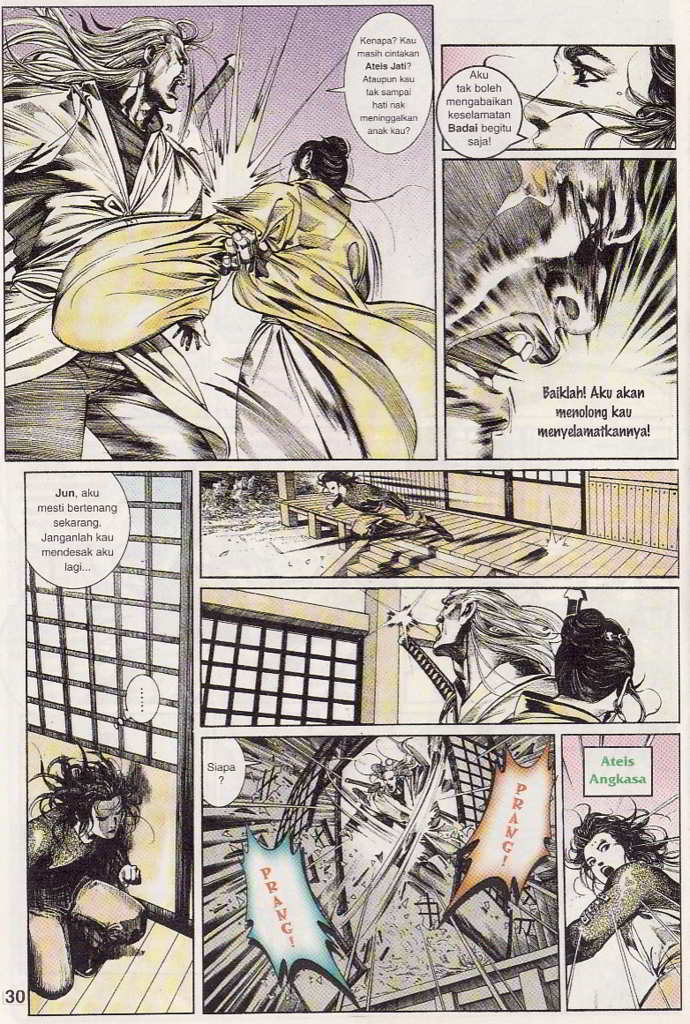 Kenapa? Kau
masih cintakan
Ateis Jati?
Ataupun kau
tak sampai
hati nak
meninggalkan
anak kau?
Aku
tak boleh
mengabaikan
keselamatan
Badai begitu
saja!
Baiklah! Aku akan
menolong kau
menyelamatkannya!
Jun, aku
mesti bertenang
sekarang.
Janganlah kau
mendesak aku
lagi...
.....
Siapa
?
PRANG!
PRANG!
Ateis
Angkasa
30